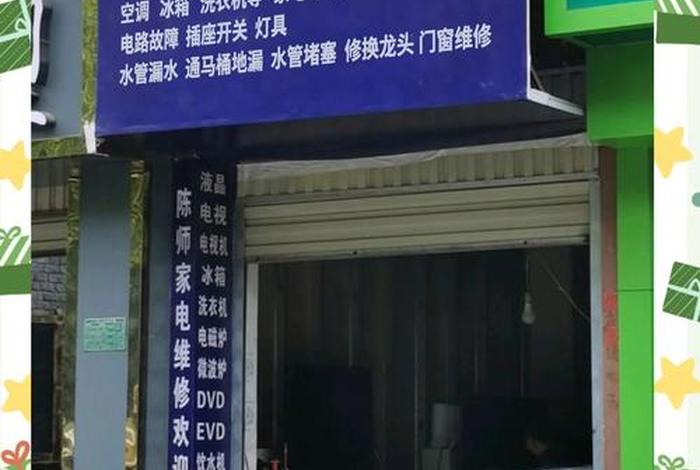 空调 冰箱 洗衣机等
电路故障 插座开关 灯具
水管漏水 通马桶地漏 水管堵塞 修换龙头 门窗维修
陈师家电维修欢迎
液晶
电视
电视机
冰箱
洗衣机
电磁炉
微波炉
DVD
EVD
饮水机